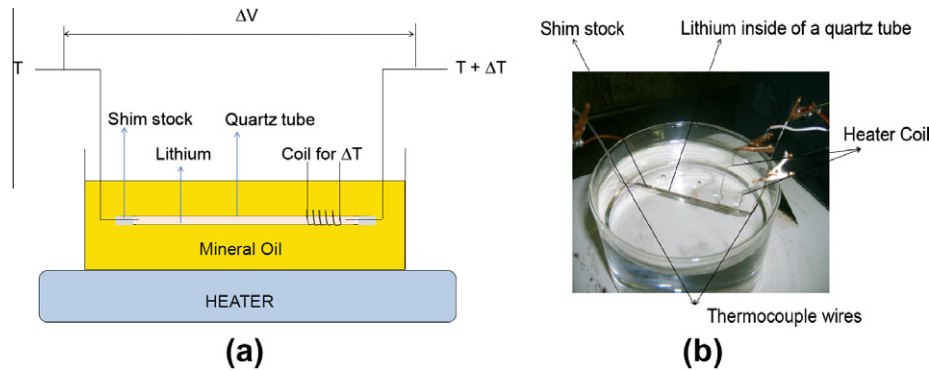 ΔV
T
T + ΔT
Shim stock
Quartz tube
Lithium
Coil for ΔT
Mineral Oil
HEATER
(a)
Shim stock
Lithium inside of a quartz tube
Heater Coil
Thermocouple wires
(b)